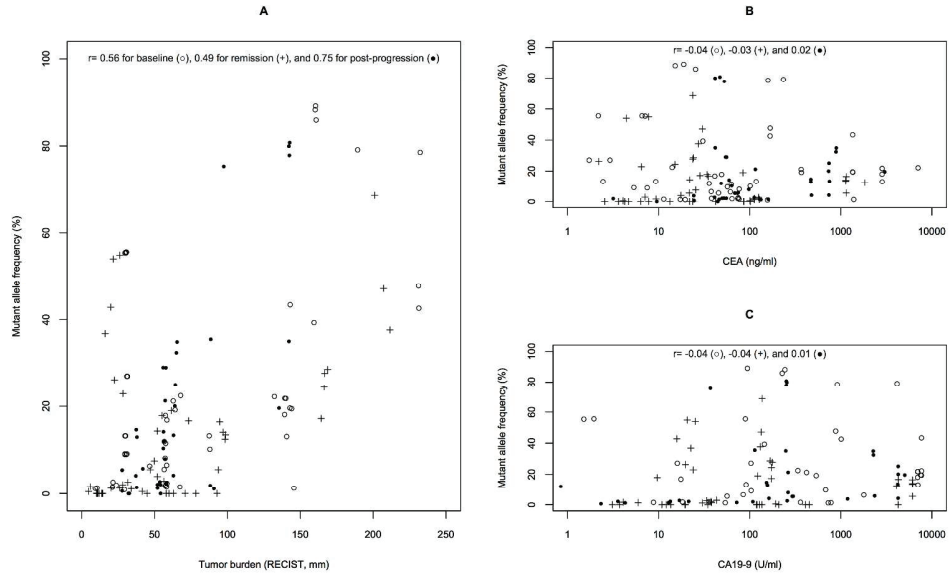 A
r= 0.56 for baseline (○), 0.49 for remission (+), and 0.75 for post-progression (●)
Mutant allele frequency (%)
100
80
60
40
20
0
0
50
100
150
200
250
Tumor burden (RECIST, mm)
B
r= -0.04 (○), -0.03 (+), and 0.02 (●)
Mutant allele frequency (%)
100
80
60
40
20
0
1
10
100
1000
10000
CEA (ng/ml)
C
r= -0.04 (○), -0.04 (+), and 0.01 (●)
Mutant allele frequency (%)
100
80
60
40
20
0
1
10
100
1000
10000
CA19-9 (U/ml)